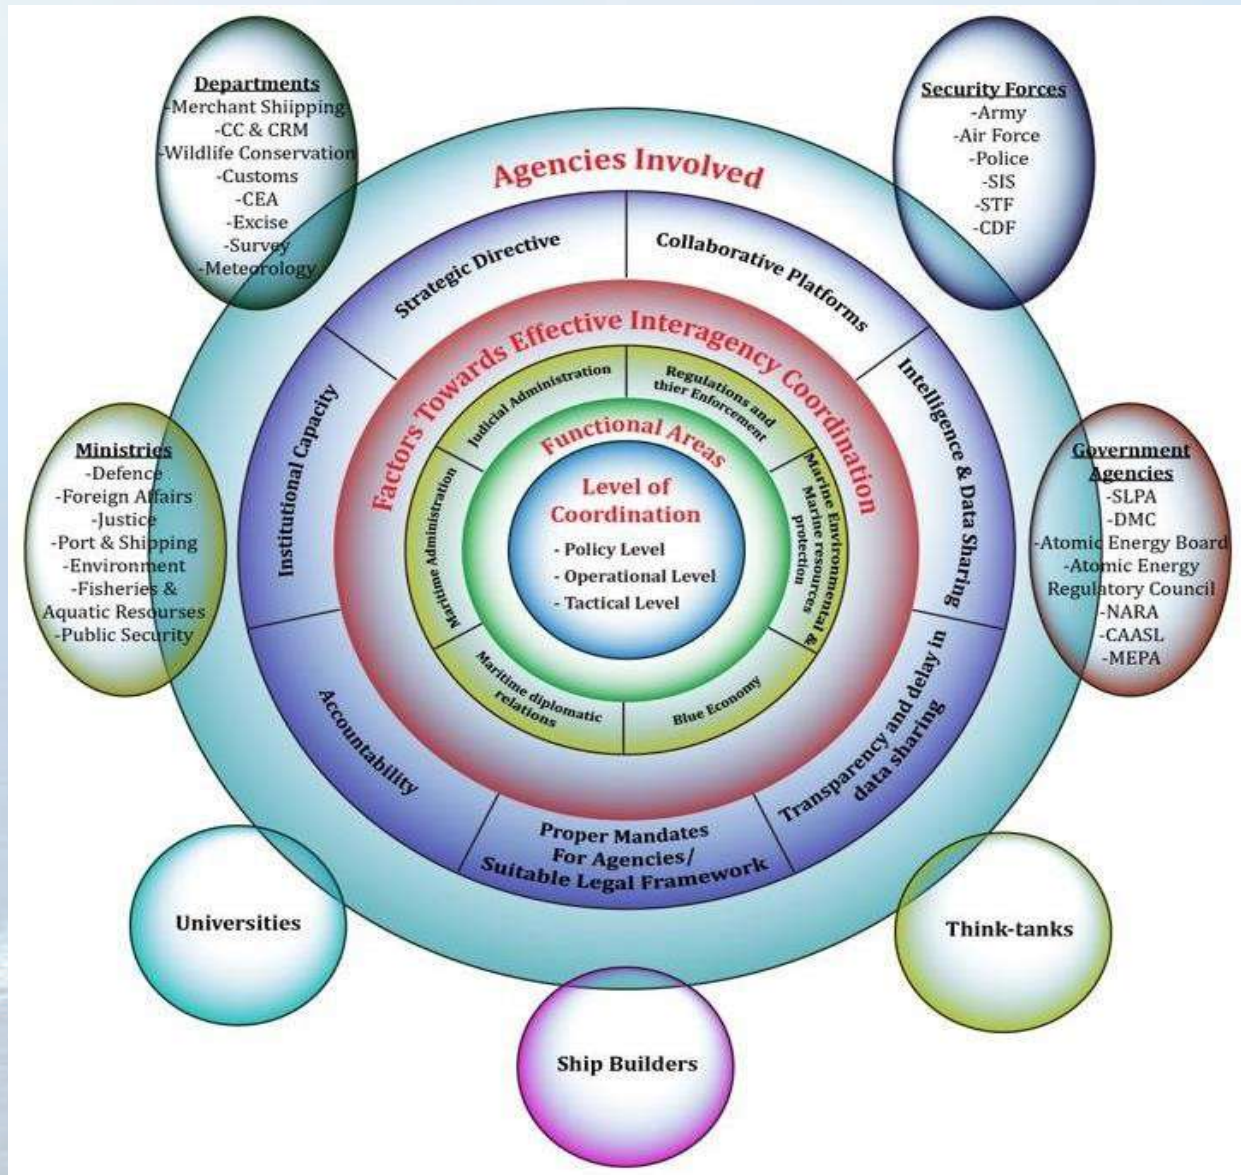 Departments
-Merchant Shiipping
-CC & CRM
-Wildlife Conservation
-Customs
-CEA
-Excise
-Survey
-Meteorology
Security Forces
-Army
-Air Force
-Police
-SIS
-STF
-CDF
Agencies Involved
Strategic Directive
Collaborative Platforms
Intelligence & Data Sharing
Transparency and delay in
data sharing
Proper Mandates
For Agencies/
Suitable Legal Framework
Accountability
Institutional Capacity
Factors Towards Effective Interagency Coordination
Judicial Administration
Regulations and
thier Enforcement
Marine Environmental &
Marine resources
protection
Blue Economy
Maritime diplomatic
relations
Maritime Administration
Functional Areas
Level of
Coordination
- Policy Level
- Operational Level
- Tactical Level
Ministries
-Defence
-Foreign Affairs
-Justice
-Port & Shipping
-Environment
-Fisheries &
Aquatic Resourses
-Public Security
Government
Agencies
-SLPA
-DMC
-Atomic Energy Board
-Atomic Energy
Regulatory Council
-NARA
-CAASL
-MEPA
Universities
Ship Builders
Think-tanks